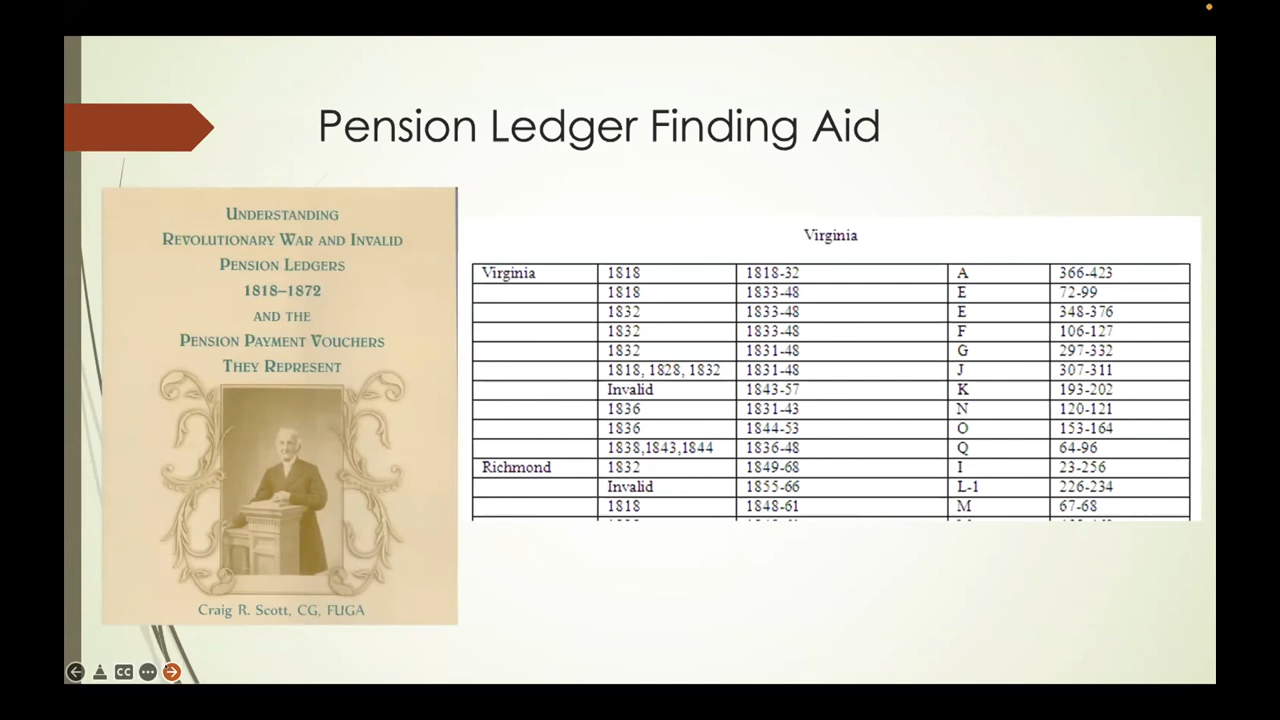 Pension Ledger Finding Aid
UNDERSTANDING
REVOLUTIONARY WAR AND INVALID
PENSION LEDGERS
1818–1872
AND THE
PENSION PAYMENT VOUCHERS
THEY REPRESENT
Craig R. Scott, CG, FUGA
Virginia
Virginia 1818 1818-32 A 366-423
1818 1833-48 E 72-99
1832 1833-48 E 348-376
1832 1833-48 F 106-127
1832 1831-48 G 297-332
1818, 1828, 1832 1831-48 J 307-311
Invalid 1843-57 K 193-202
1836 1831-43 N 120-121
1836 1844-53 O 153-164
1838,1843,1844 1836-48 Q 64-96
Richmond 1832 1849-68 I 23-256
Invalid 1855-66 L-1 226-234
1818 1848-61 M 67-68
CC